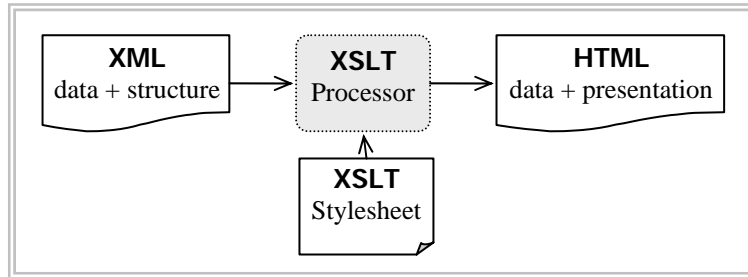 XML
data + structure
XSLT
Processor
HTML
data + presentation
XSLT
Stylesheet